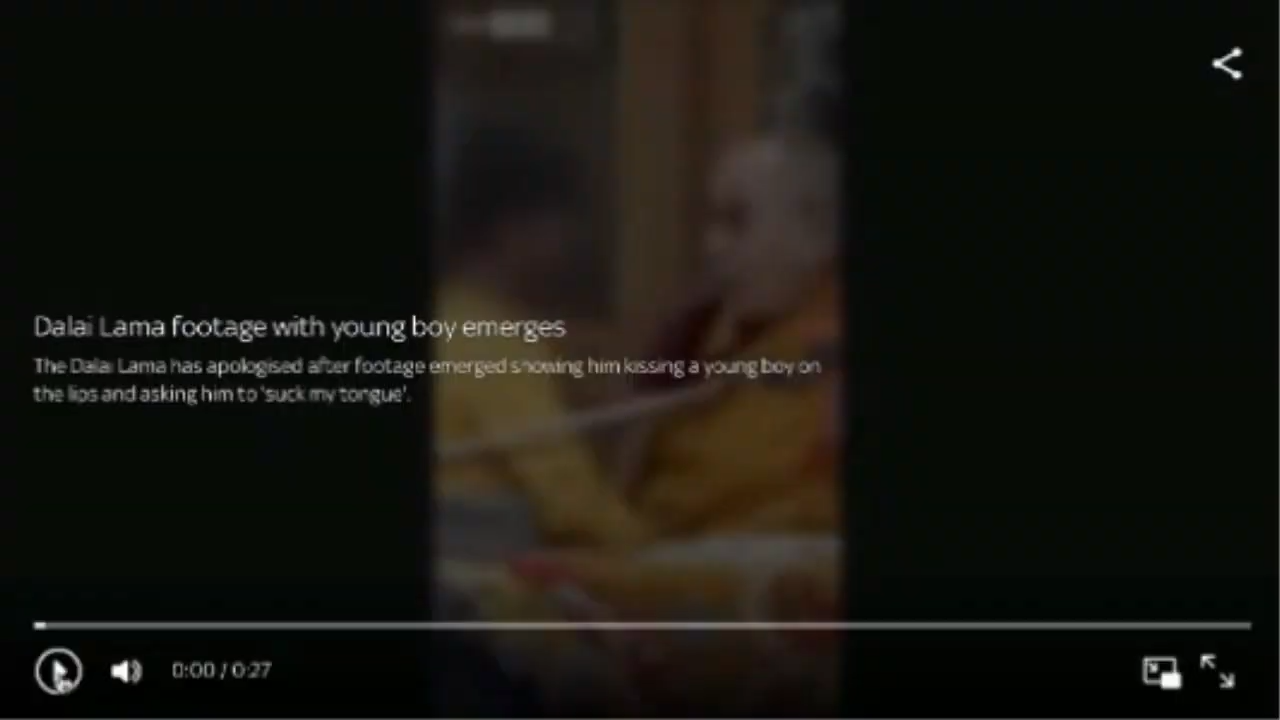 Dalai Lama footage with young boy emerges
The Dalai Lama has apologised after footage emerged showing him kissing a young boy on
the lips and asking him to 'suck my tongue'.
0:00 / 0:27